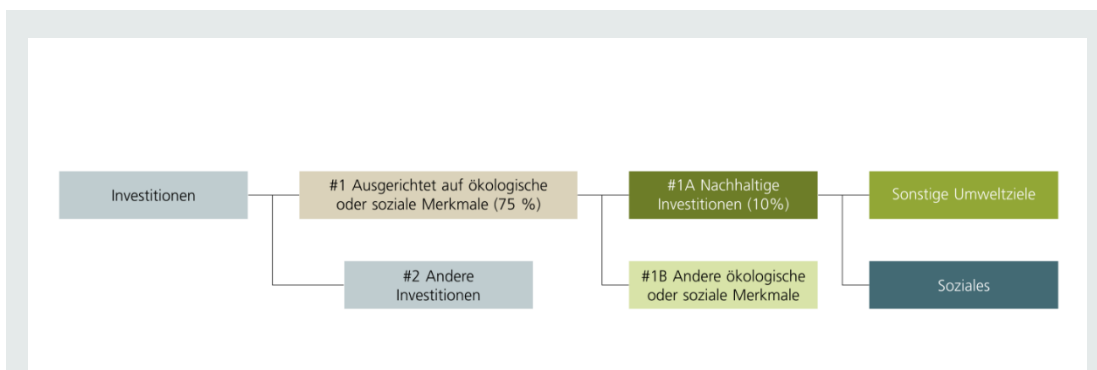 Investitionen
#1 Ausgerichtet auf ökologische
oder soziale Merkmale (75 %)
#1A Nachhaltige
Investitionen (10%)
Sonstige Umweltziele
#2 Andere
Investitionen
#1B Andere ökologische
oder soziale Merkmale
Soziales